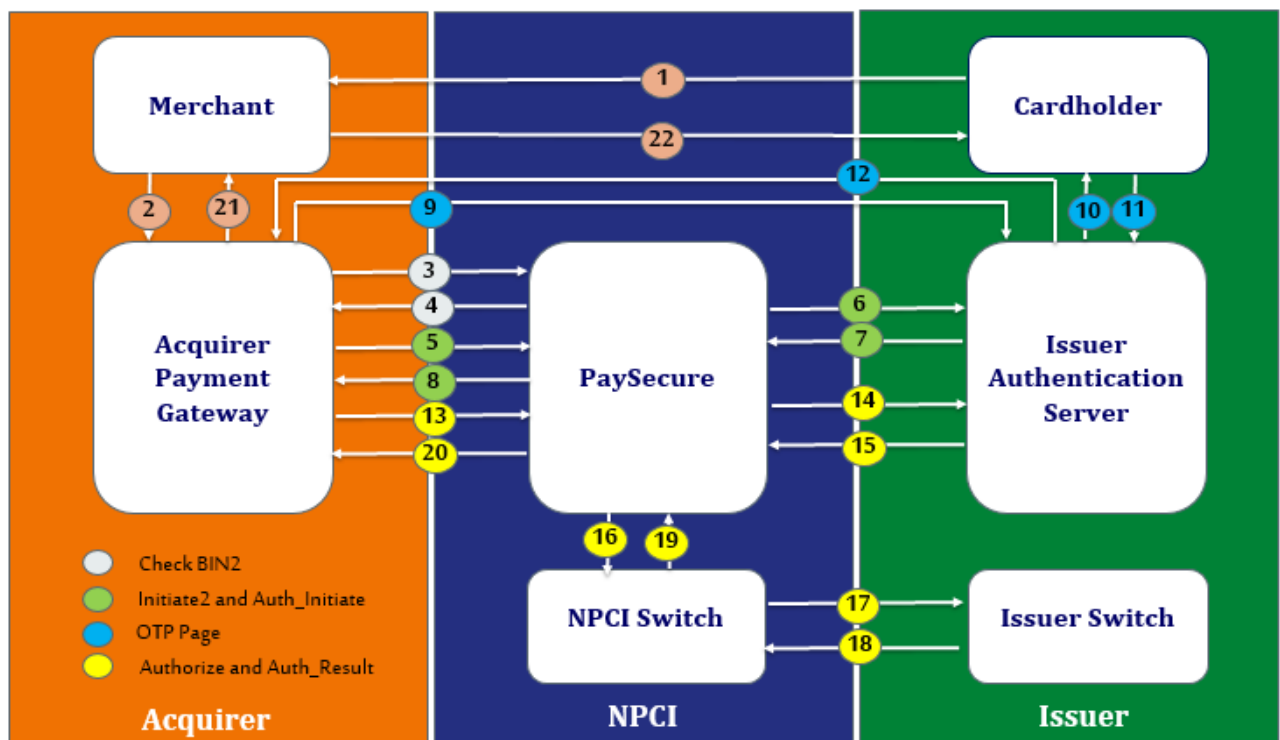 1
Merchant
Cardholder
22
12
2
21
9
10
11
3
4
6
5
7
Acquirer
Payment
Gateway
PaySecure
Issuer
Authentication
Server
8
13
14
20
15
16
19
Check BIN2
Initiate2 and Auth_Initiate
OTP Page
Authorize and Auth_Result
NPCI Switch
17
18
Issuer Switch
Acquirer
NPCI
Issuer